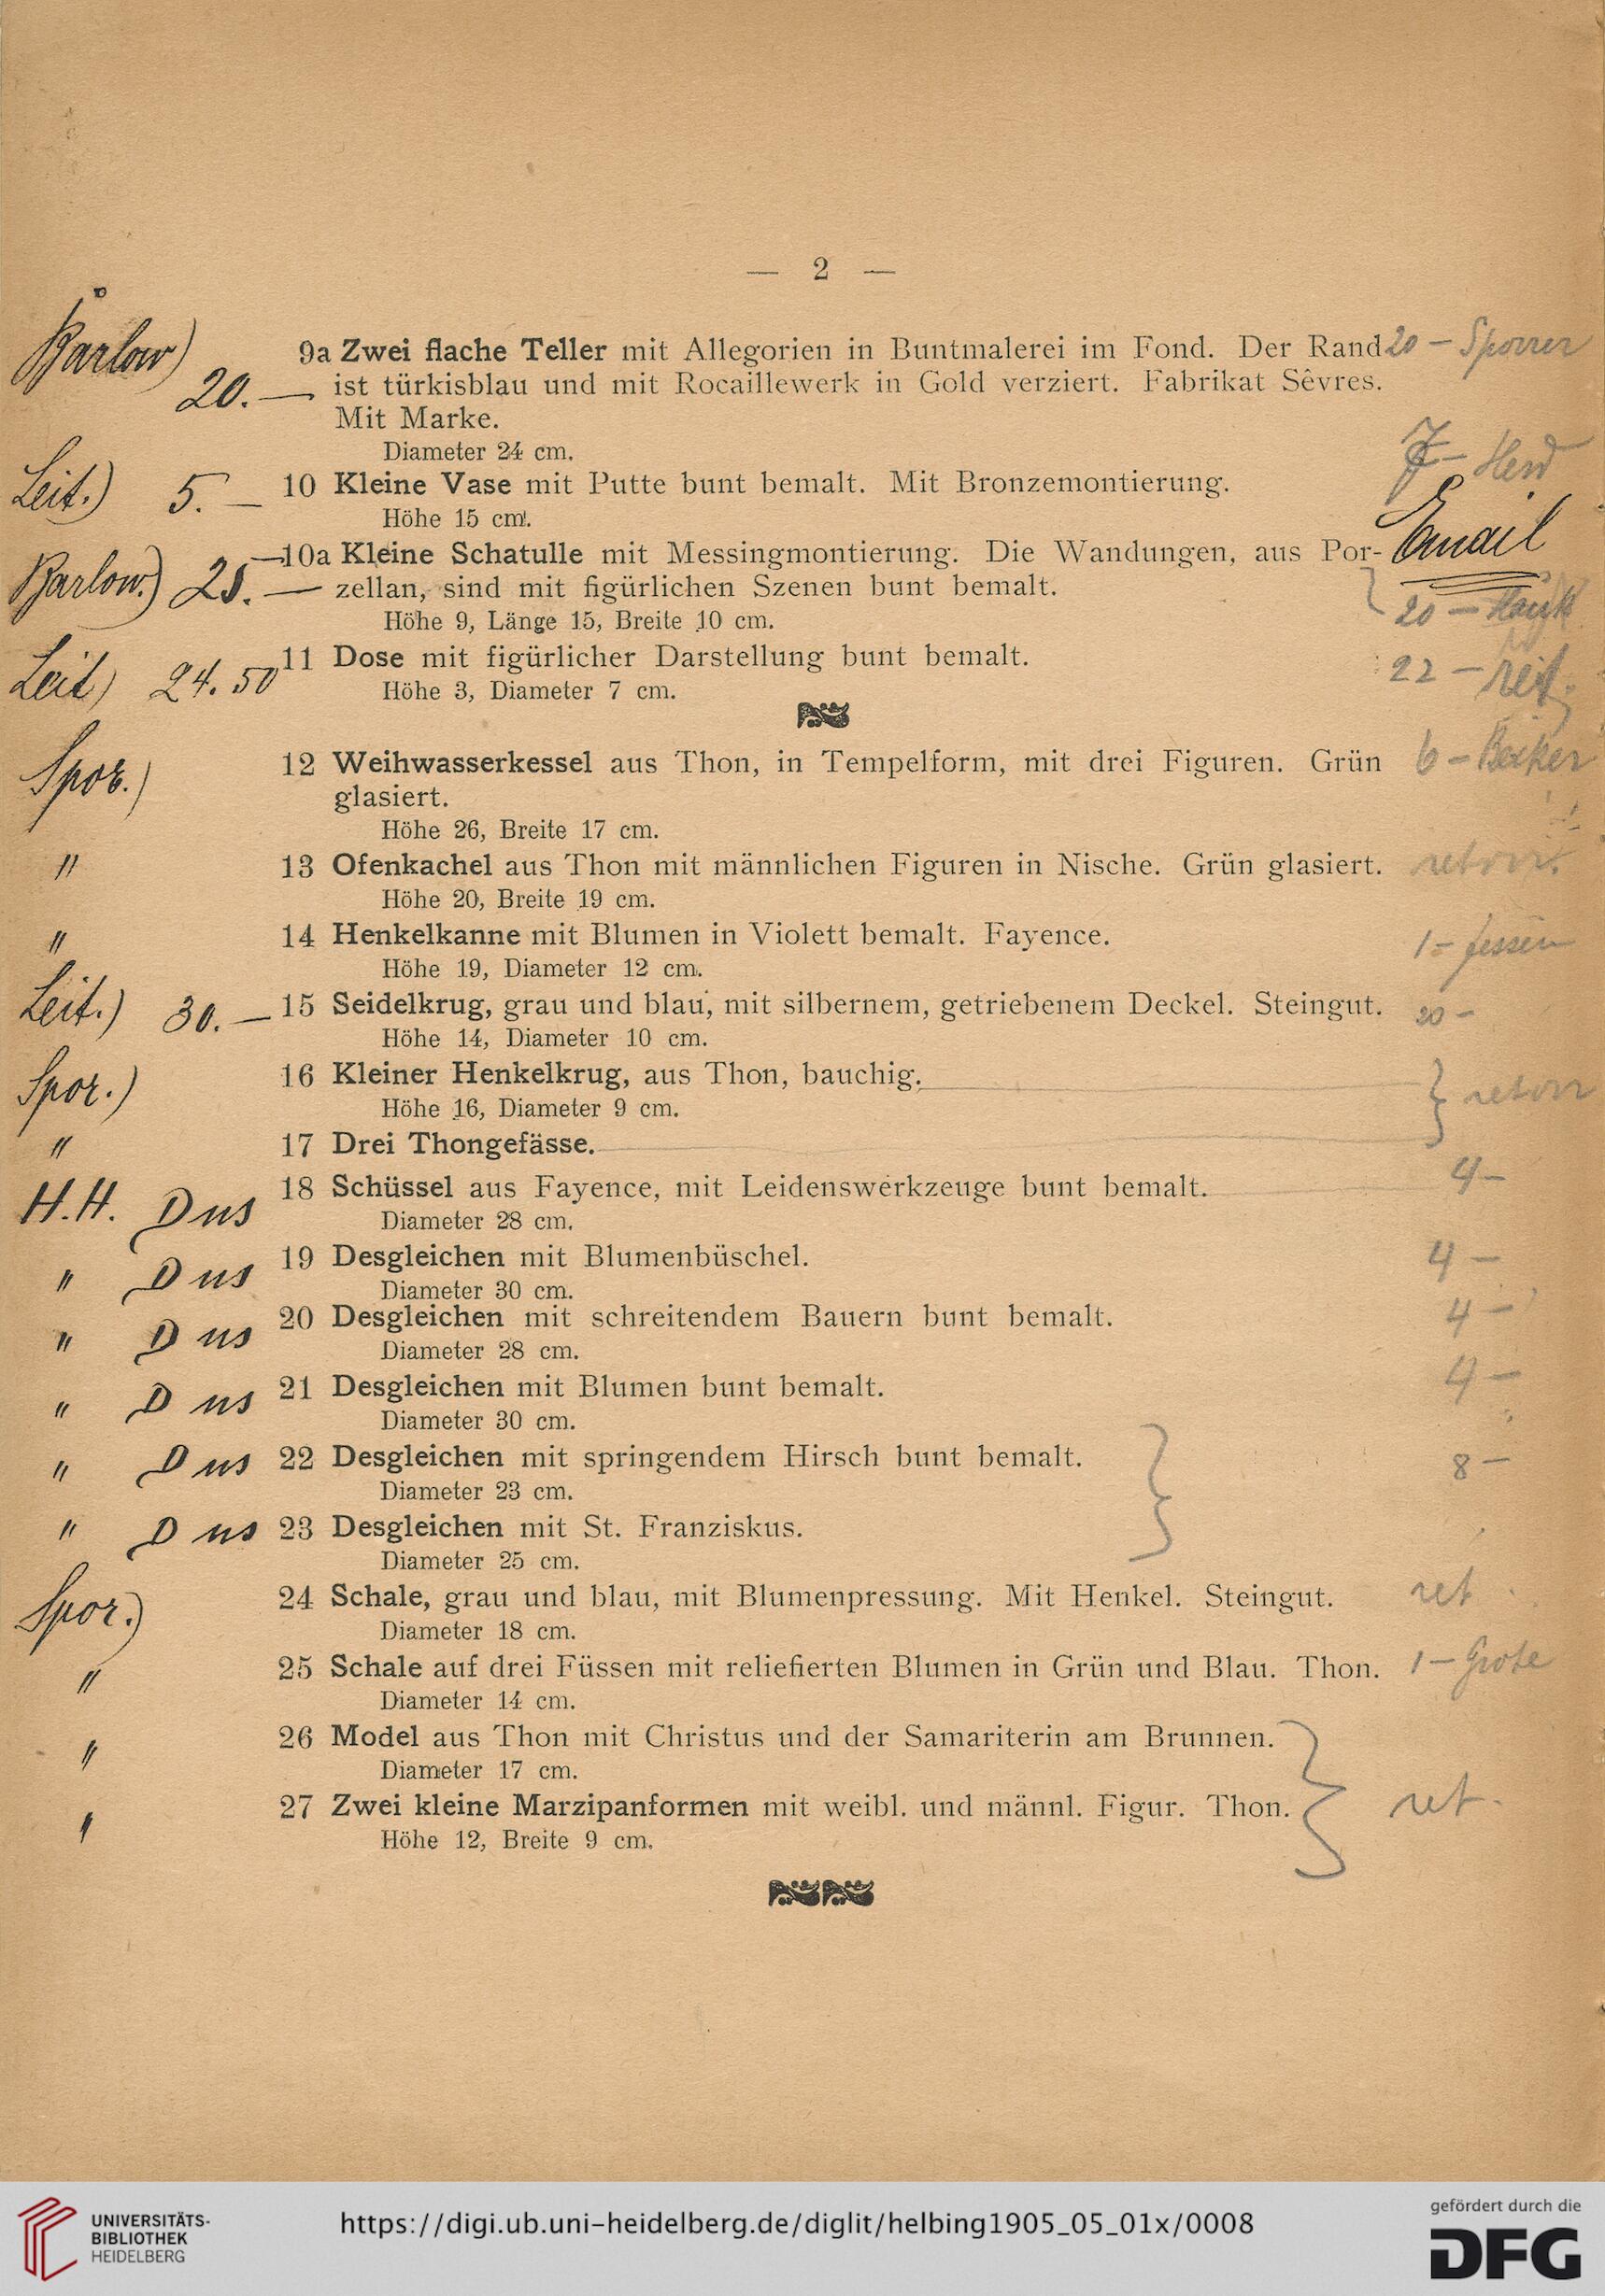 — 2 —
Barlow) 20.— 9a Zwei flache Teller mit Allegorien in Buntmalerei im Fond. Der Rand 20 — Sporrer
ist türkisblau und mit Rocaillewerk in Gold verziert. Fabrikat Sêvres.
Mit Marke.
Diameter 24 cm.
Leit.) 5.— 10 Kleine Vase mit Putte bunt bemalt. Mit Bronzemontierung. 7—
Höhe 15 cm.
Email
Barlow.) 25.— 10a Kleine Schatulle mit Messingmontierung. Die Wandungen, aus Por-
zellan, sind mit figürlichen Szenen bunt bemalt. 20 —
Höhe 9, Länge 15, Breite 10 cm.
Leit) 24.50 11 Dose mit figürlicher Darstellung bunt bemalt. 22 —
Höhe 3, Diameter 7 cm.
Spor.) 12 Weihwasserkessel aus Thon, in Tempelform, mit drei Figuren. Grün 6 — Becker
glasiert.
Höhe 26, Breite 17 cm.
" 13 Ofenkachel aus Thon mit männlichen Figuren in Nische. Grün glasiert. retour.
Höhe 20, Breite 19 cm.
" 14 Henkelkanne mit Blumen in Violett bemalt. Fayence. 1 —
Höhe 19, Diameter 12 cm.
Leit.) 30.— 15 Seidelkrug, grau und blau, mit silbernem, getriebenem Deckel. Steingut. 20 —
Höhe 14, Diameter 10 cm.
Spor.) 16 Kleiner Henkelkrug, aus Thon, bauchig. } retour
Höhe 16, Diameter 9 cm.
" 17 Drei Thongefässe.
H.H. D us 18 Schüssel aus Fayence, mit Leidenswerkzeuge bunt bemalt. 4 —
Diameter 28 cm.
" D us 19 Desgleichen mit Blumenbüschel. 4 —
Diameter 30 cm.
" D us 20 Desgleichen mit schreitendem Bauern bunt bemalt. 4 —
Diameter 28 cm.
" D us 21 Desgleichen mit Blumen bunt bemalt. 4 —
Diameter 30 cm.
" D us 22 Desgleichen mit springendem Hirsch bunt bemalt. } 8 —
Diameter 23 cm.
" D us 23 Desgleichen mit St. Franziskus.
Diameter 25 cm.
Spor.) 24 Schale, grau und blau, mit Blumenpressung. Mit Henkel. Steingut. ret.
Diameter 18 cm.
" 25 Schale auf drei Füssen mit reliefierten Blumen in Grün und Blau. Thon. 1 — Grote
Diameter 14 cm.
" 26 Model aus Thon mit Christus und der Samariterin am Brunnen.
Diameter 17 cm.
" 27 Zwei kleine Marzipanformen mit weibl. und männl. Figur. Thon. } ret.
Höhe 12, Breite 9 cm.
UNIVERSITÄTS-
BIBLIOTHEK
HEIDELBERG
https://digi.ub.uni-heidelberg.de/diglit/helbing1905_05_01x/0008
gefördert durch die
DFG